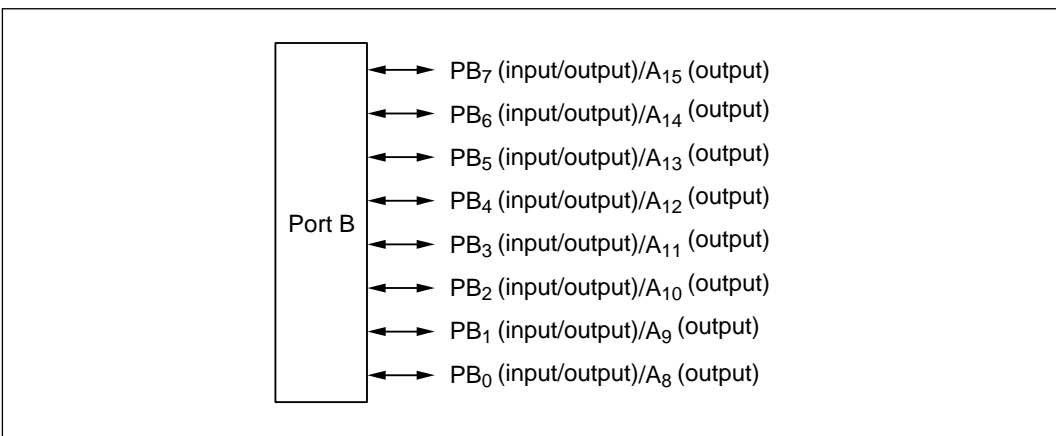 PB₇ (input/output)/A₁₅ (output)
PB₆ (input/output)/A₁₄ (output)
PB₅ (input/output)/A₁₃ (output)
PB₄ (input/output)/A₁₂ (output)
Port B
PB₃ (input/output)/A₁₁ (output)
PB₂ (input/output)/A₁₀ (output)
PB₁ (input/output)/A₉ (output)
PB₀ (input/output)/A₈ (output)